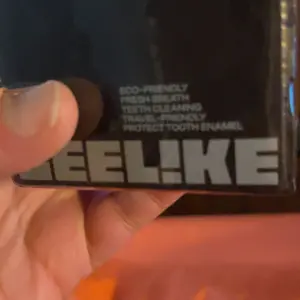 ECO-FRIENDLY
FRESH BREATH
TEETH CLEANING
TRAVEL-FRIENDLY
PROTECT TOOTH ENAMEL
EEL!KE